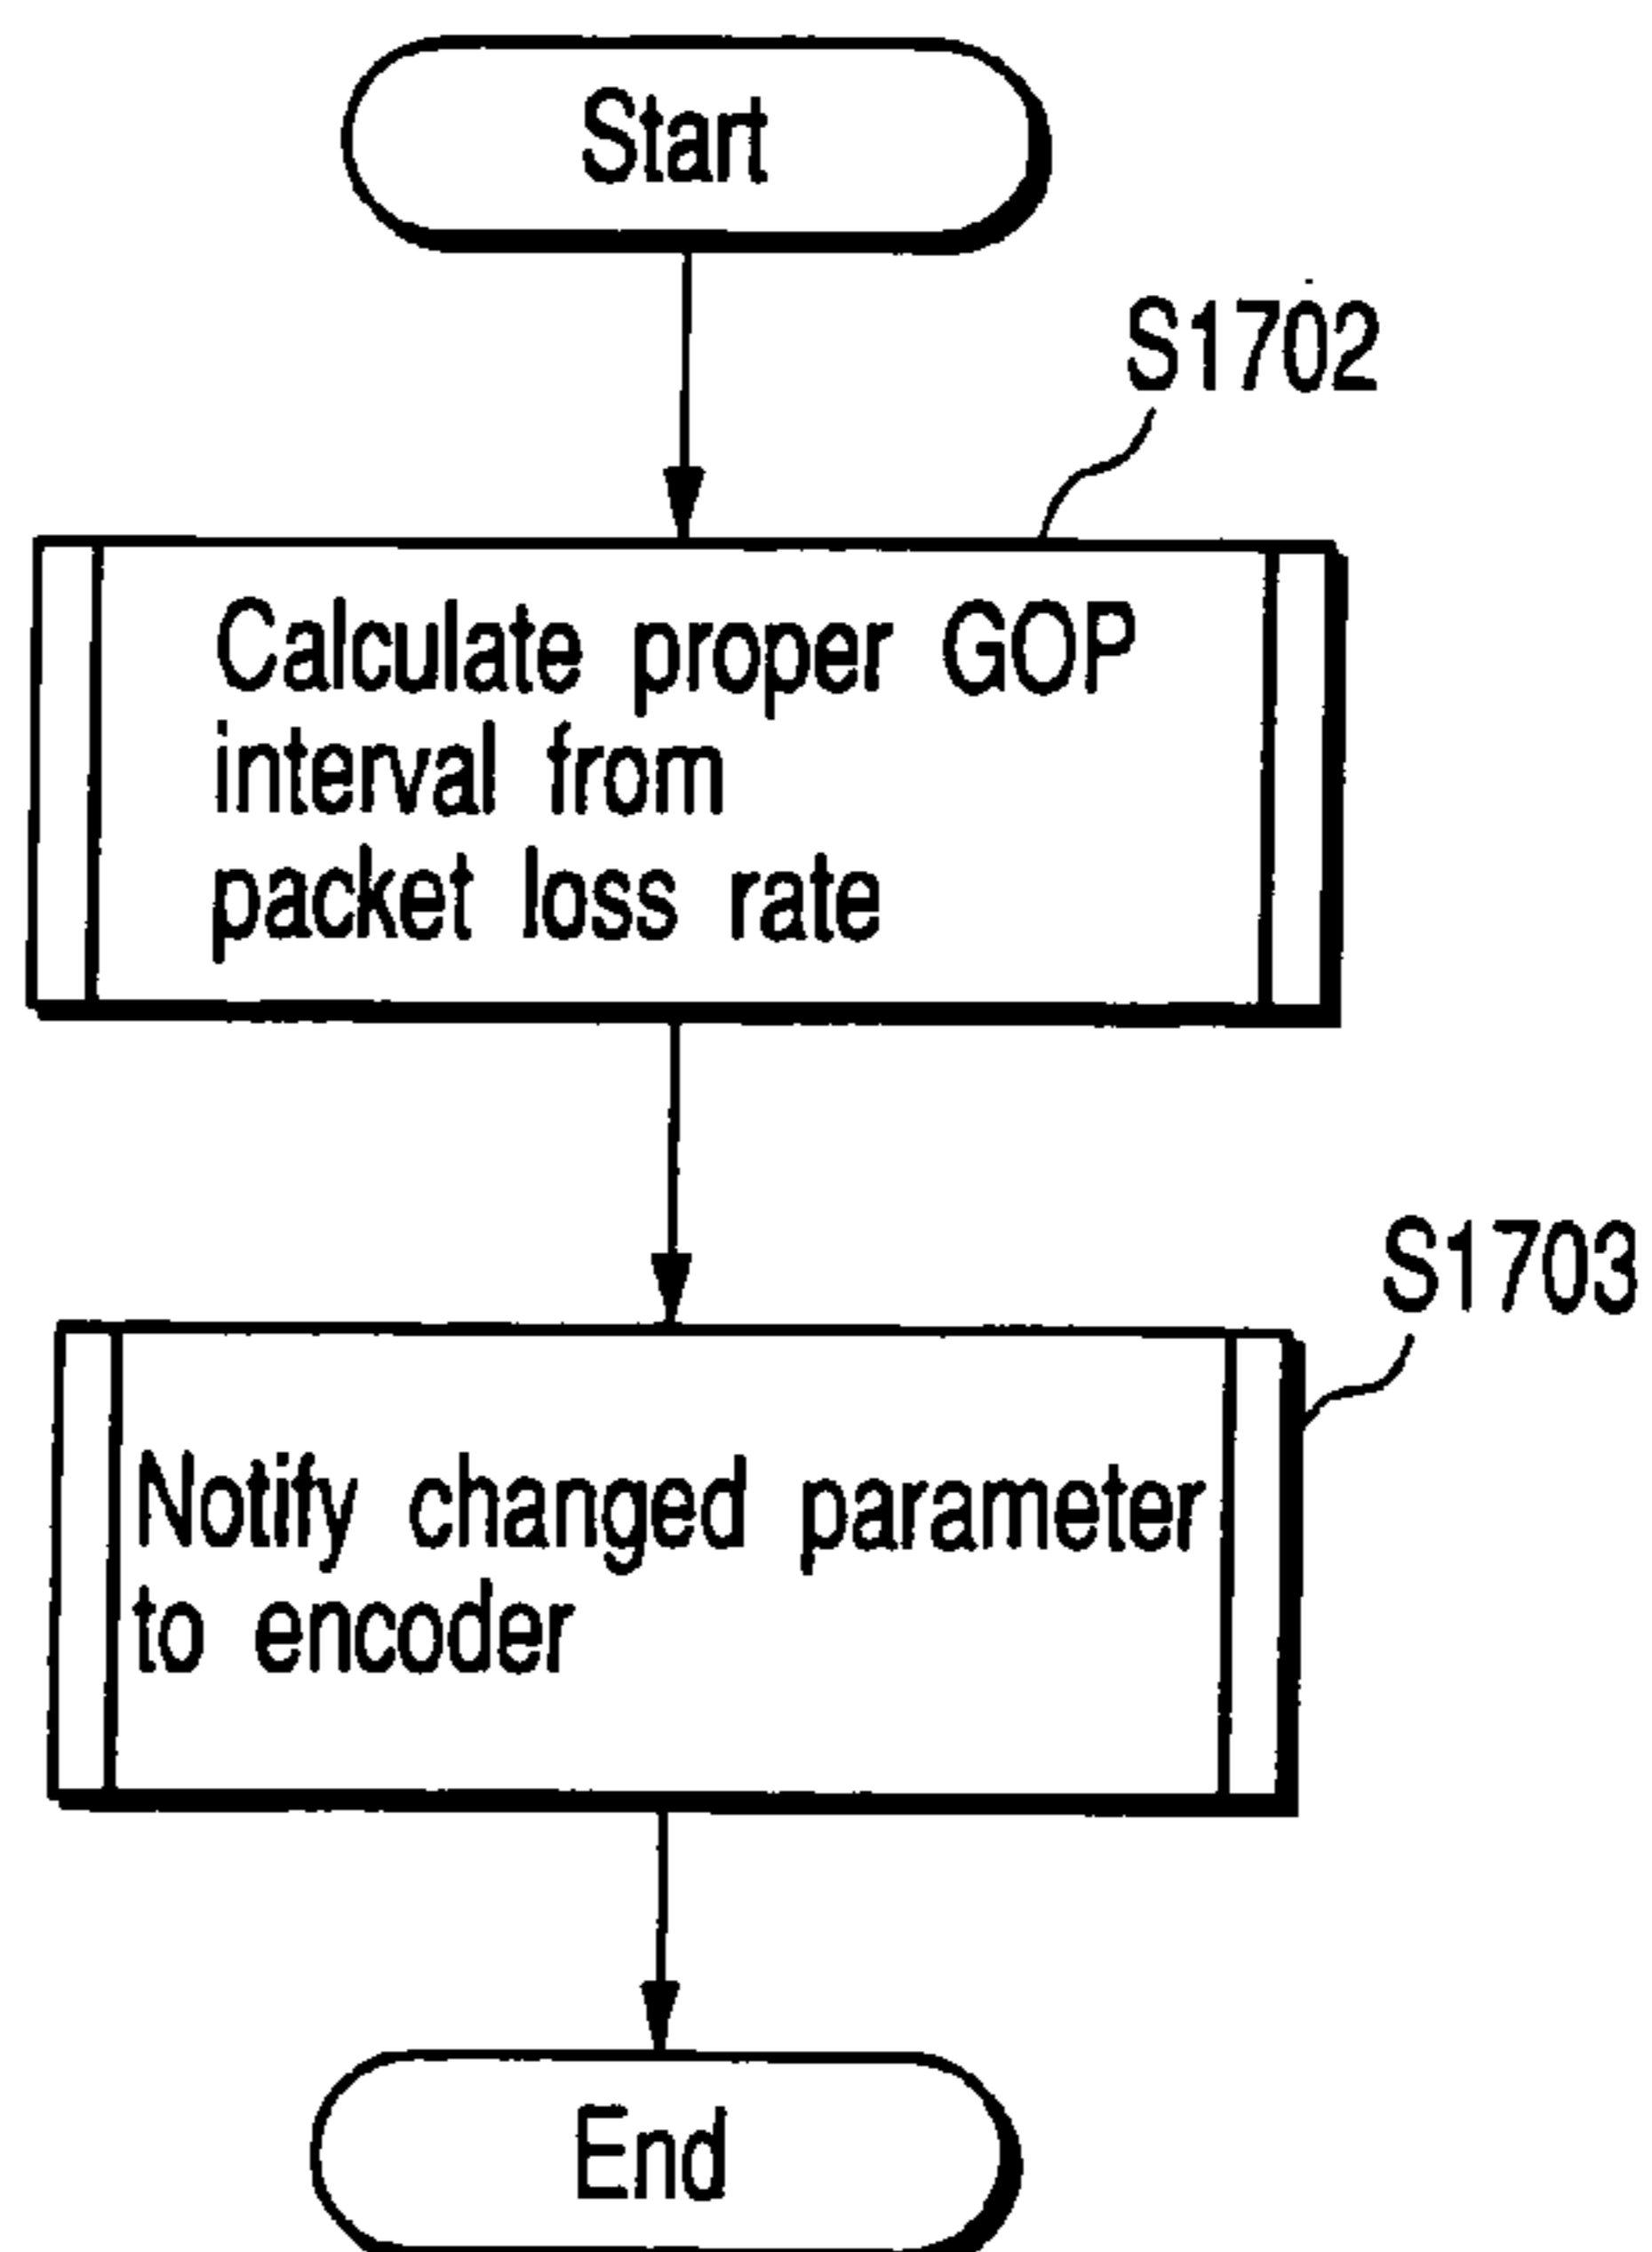 Start
S1702
Calculate proper GOP
interval from
packet loss rate
S1703
Notify changed parameter
to encoder
End